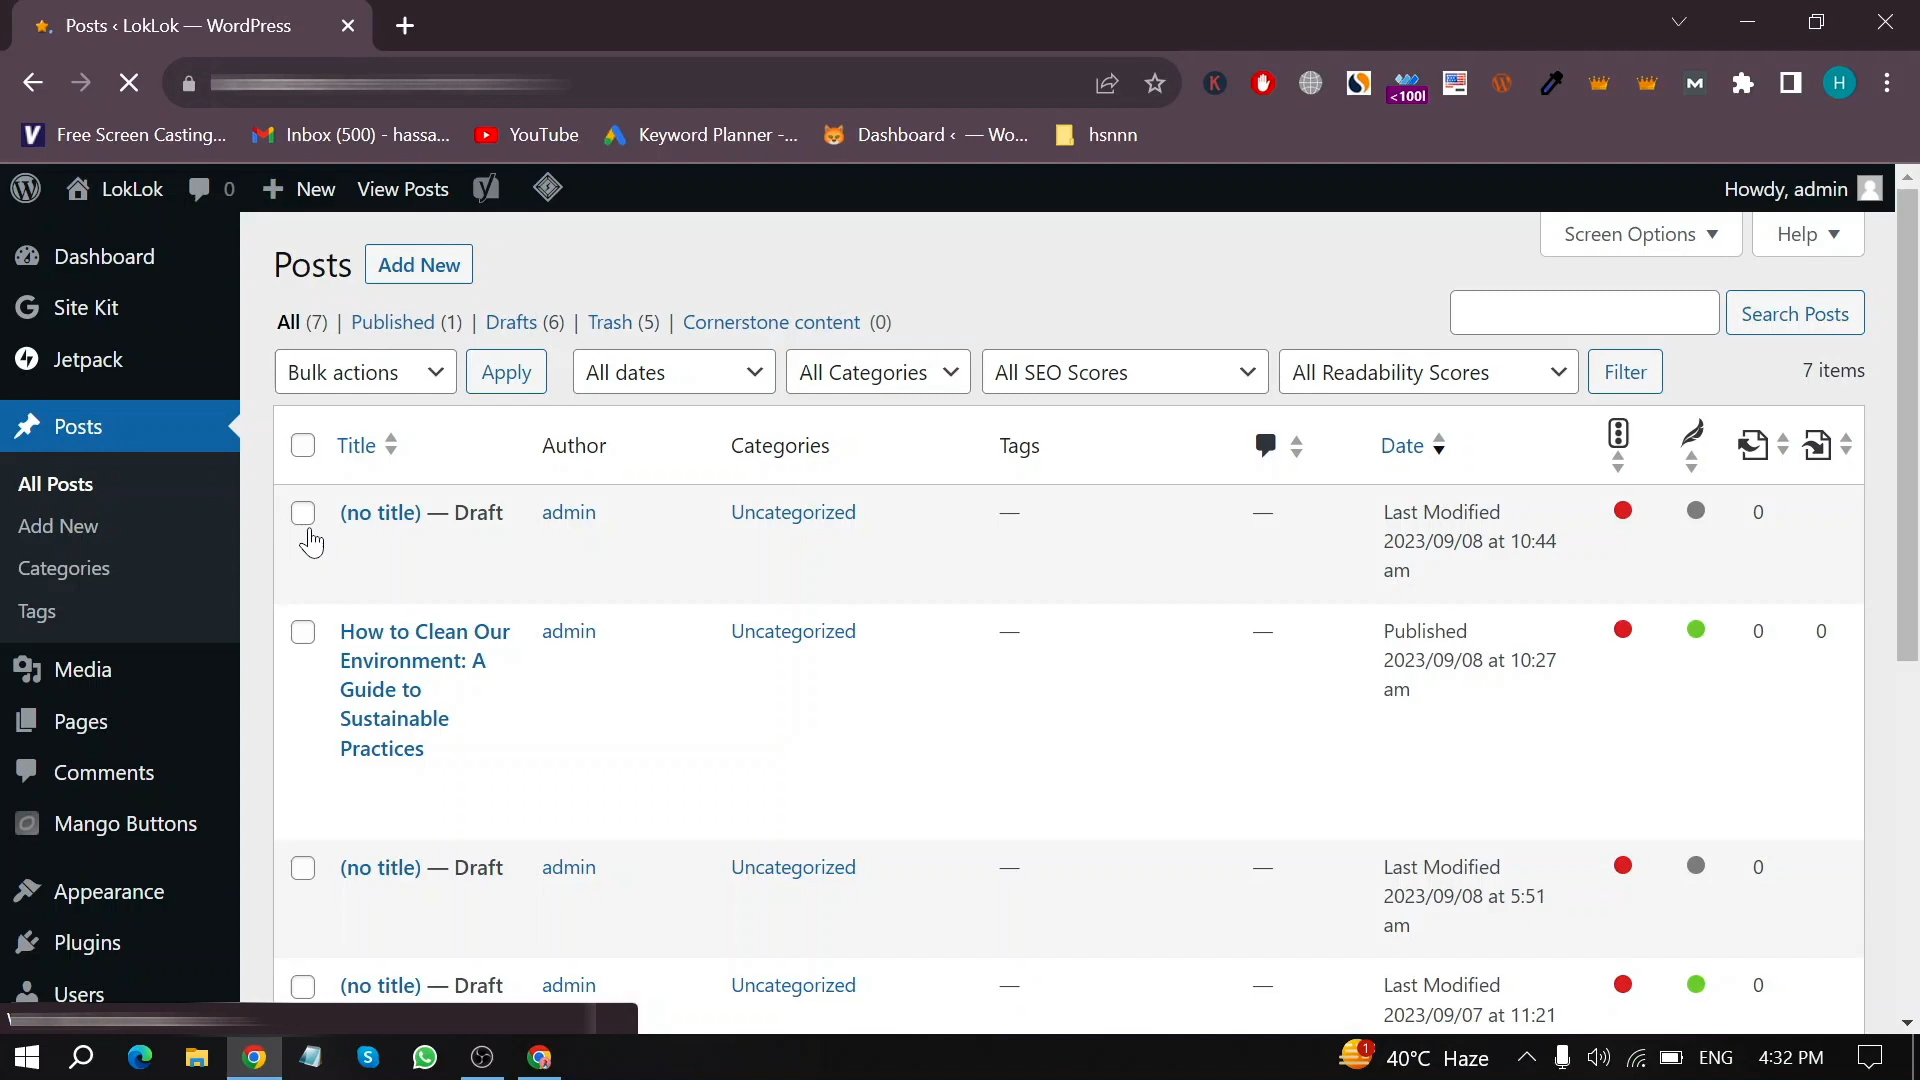 Posts ‹ LokLok — WordPress
<100l
Free Screen Casting... Inbox (500) - hassa... YouTube Keyword Planner -... Dashboard ‹ — Wo... hsnnn
K M H
LokLok 0 New View Posts Howdy, admin
Dashboard
Site Kit
Jetpack
Posts
All Posts
Add New
Categories
Tags
Media
Pages
Comments
Mango Buttons
Appearance
Plugins
Users
Screen Options Help
Posts Add New
All (7) | Published (1) | Drafts (6) | Trash (5) | Cornerstone content (0)
Search Posts
Bulk actions Apply All dates All Categories All SEO Scores All Readability Scores Filter 7 items
Title Author Categories Tags Date
(no title) — Draft admin Uncategorized — — Last Modified 0
2023/09/08 at 10:44
am
How to Clean Our admin Uncategorized — — Published 0 0
Environment: A 2023/09/08 at 10:27
Guide to am
Sustainable
Practices
(no title) — Draft admin Uncategorized — — Last Modified 0
2023/09/08 at 5:51
am
(no title) — Draft admin Uncategorized — — Last Modified 0
2023/09/07 at 11:21
1 40°C Haze ENG 4:32 PM